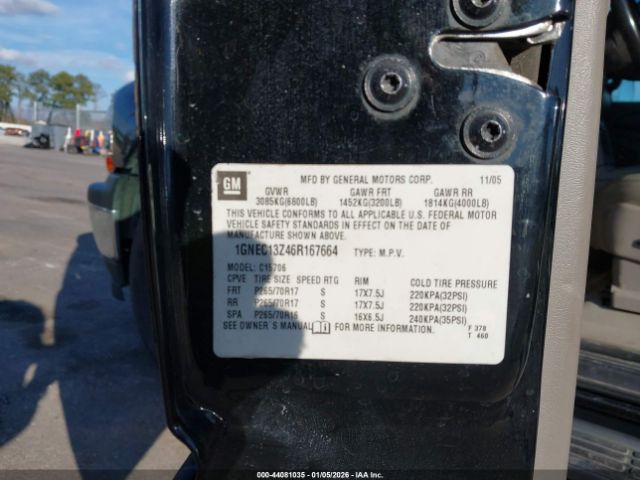 GM
MFD BY GENERAL MOTORS CORP. 11/05
GVWR GAWR FRT GAWR RR
3085KG(6800LB) 1452KG(3200LB) 1814KG(4000LB)
THIS VEHICLE CONFORMS TO ALL APPLICABLE U.S. FEDERAL MOTOR
VEHICLE SAFETY STANDARDS IN EFFECT ON THE DATE OF
MANUFACTURE SHOWN ABOVE.
1GNEC13Z46R167664 TYPE: M.P.V.
MODEL: C15706
CPVE TIRE SIZE SPEED RTG RIM COLD TIRE PRESSURE
FRT P265/70R17 S 17X7.5J 220KPA(32PSI)
RR P265/70R17 S 17X7.5J 220KPA(32PSI)
SPA P265/70R16 S 16X6.5J 240KPA(35PSI)
SEE OWNER'S MANUAL FOR MORE INFORMATION. F 378
T 460
000-44081035 - 01/05/2026 - IAAI.COM